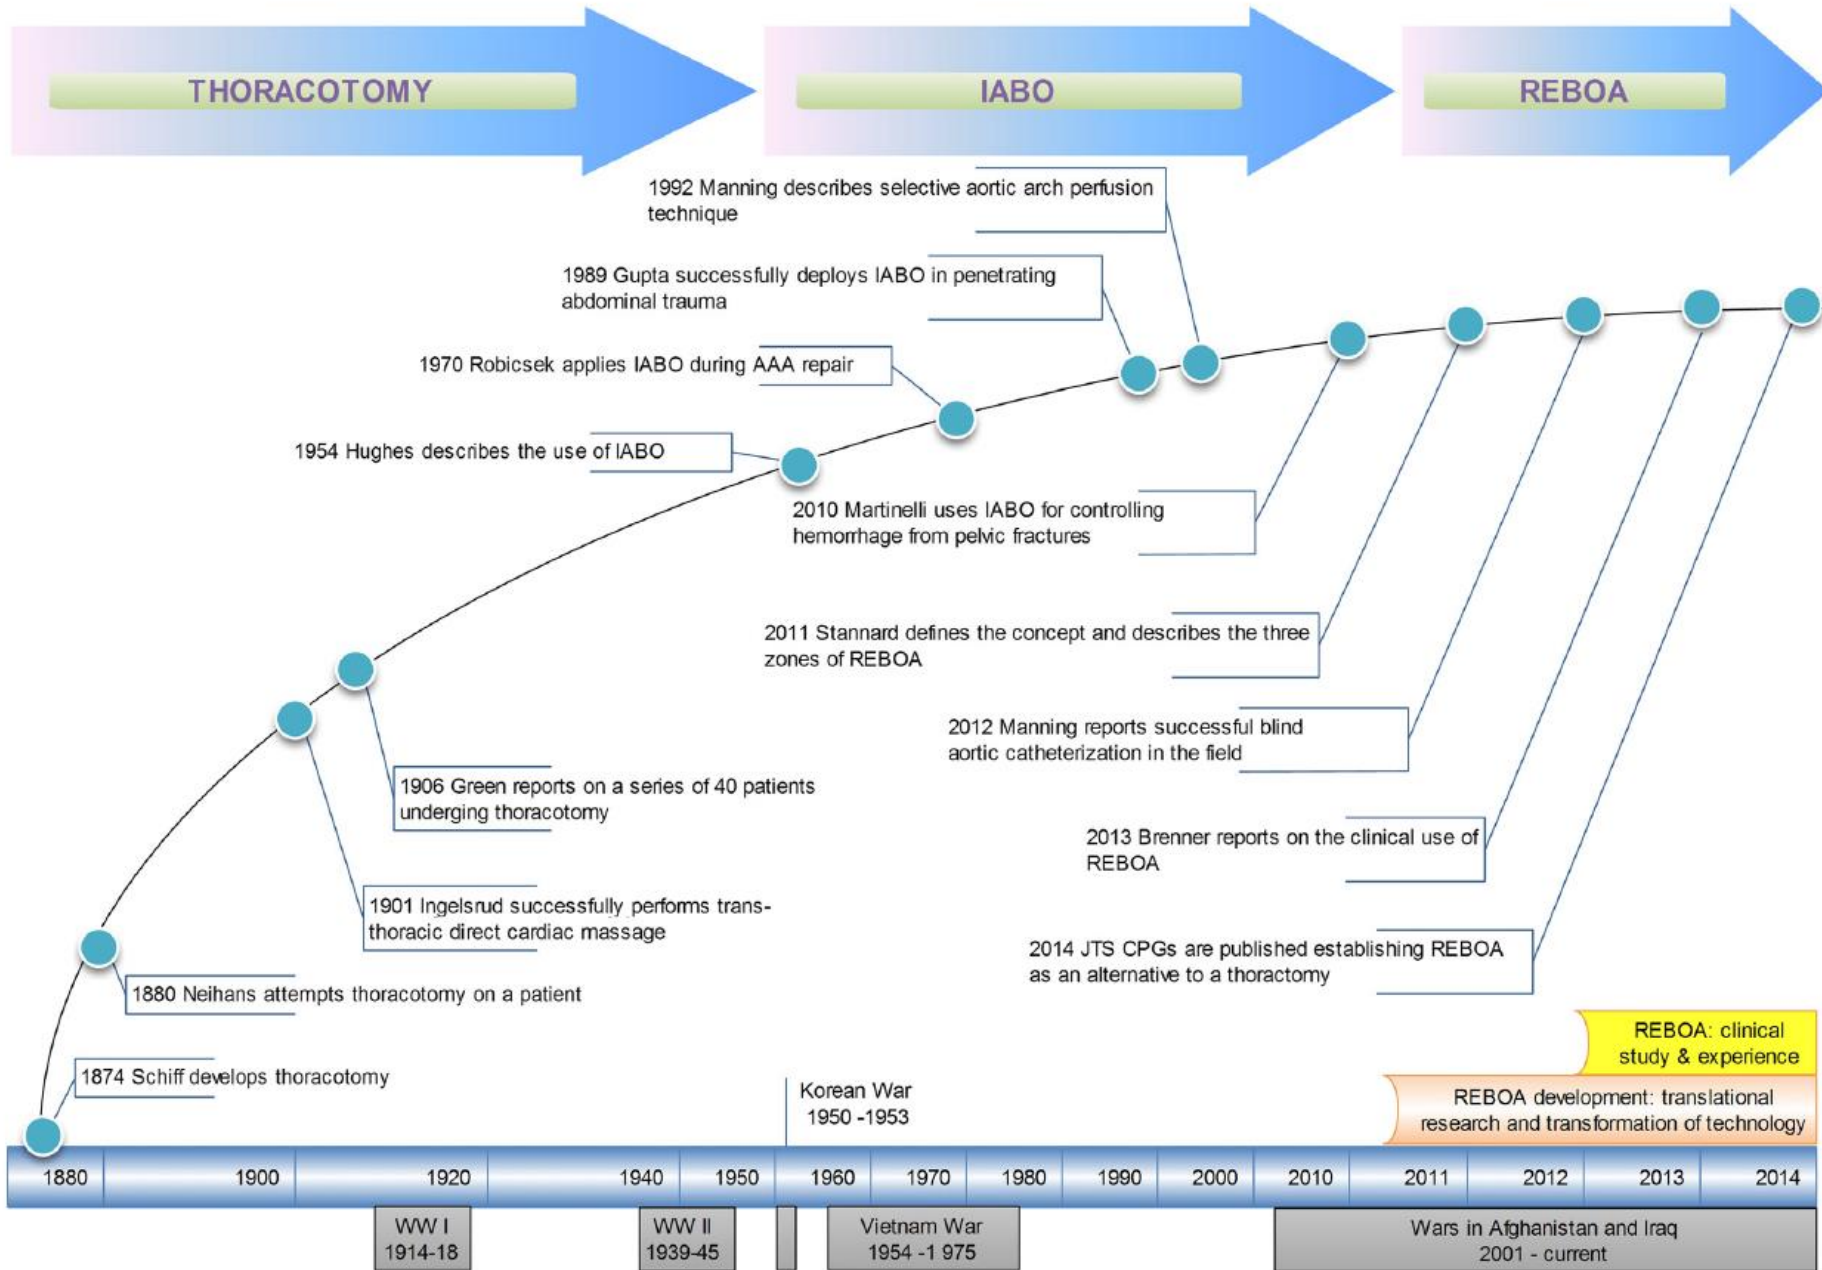 THORACOTOMY
IABO
REBOA
1992 Manning describes selective aortic arch perfusion
technique
1989 Gupta successfully deploys IABO in penetrating
abdominal trauma
1970 Robicsek applies IABO during AAA repair
1954 Hughes describes the use of IABO
2010 Martinelli uses IABO for controlling
hemorrhage from pelvic fractures
2011 Stannard defines the concept and describes the three
zones of REBOA
2012 Manning reports successful blind
aortic catheterization in the field
1906 Green reports on a series of 40 patients
underging thoracotomy
2013 Brenner reports on the clinical use of
REBOA
1901 Ingelsrud successfully performs trans-
thoracic direct cardiac massage
2014 JTS CPGs are published establishing REBOA
as an alternative to a thoractomy
1880 Neihans attempts thoracotomy on a patient
REBOA: clinical
study & experience
1874 Schiff develops thoracotomy
Korean War
1950 -1953
REBOA development: translational
research and transformation of technology
1880 1900 1920 1940 1950 1960 1970 1980 1990 2000 2010 2011 2012 2013 2014
WW I
1914-18
WW II
1939-45
Vietnam War
1954 -1 975
Wars in Afghanistan and Iraq
2001 - current